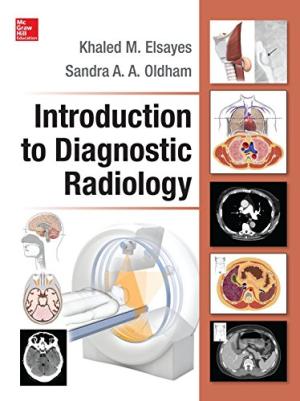 Mc
Graw
Hill
Education
Khaled M. Elsayes
Sandra A. A. Oldham
Introduction
to Diagnostic
Radiology